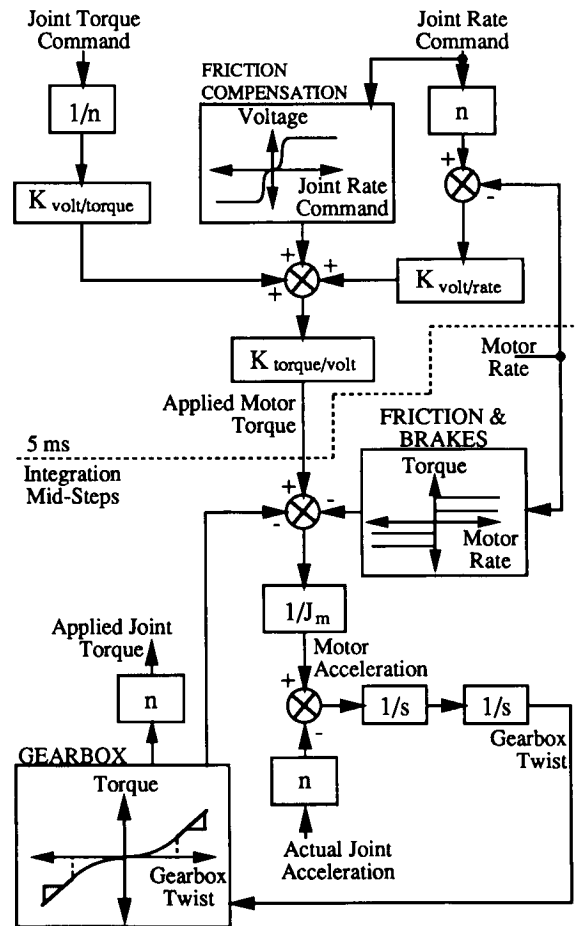 Joint Torque
Command
Joint Rate
Command
FRICTION
COMPENSATION
1/n
Voltage
n
Joint Rate
Command
+
-
K volt/torque
+
+
+
K volt/rate
K torque/volt
Motor
Rate
Applied Motor
Torque
5 ms
Integration
Mid-Steps
FRICTION &
BRAKES
Torque
Motor
Rate
+
-
-
1/Jm
Applied Joint
Torque
Motor
Acceleration
n
+
-
1/s
1/s
Gearbox
Twist
GEARBOX
Torque
n
Gearbox
Twist
Actual Joint
Acceleration